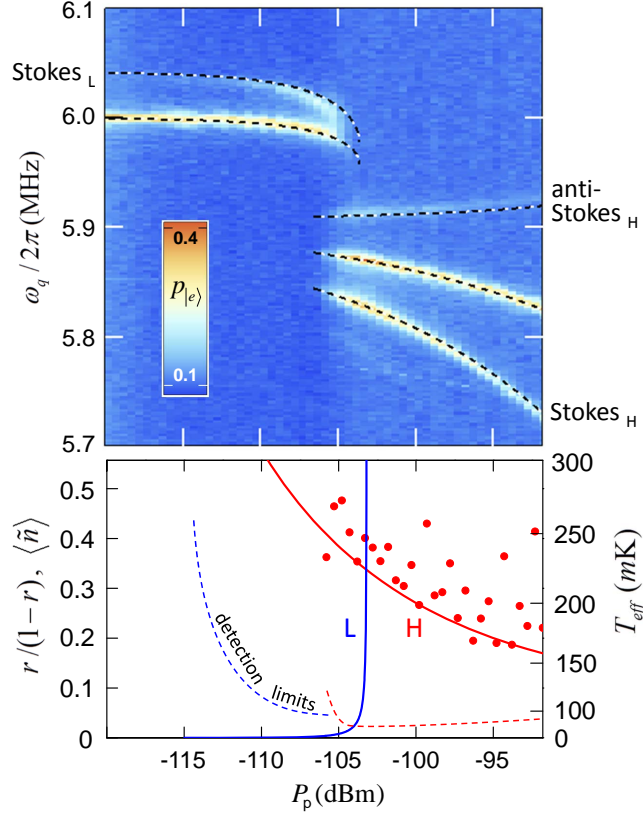 6.1
Stokes L
6.0
anti-
Stokes H
5.9
ω_q / 2π (MHz)
0.4
p_|e⟩
0.1
5.8
Stokes H
5.7
0.5
0.4
0.3
0.2
0.1
0
r/(1−r), ⟨ñ⟩
300
250
200
150
100
0
T_eff (mK)
L
H
detection limits
-115
-110
-105
-100
-95
P_p (dBm)